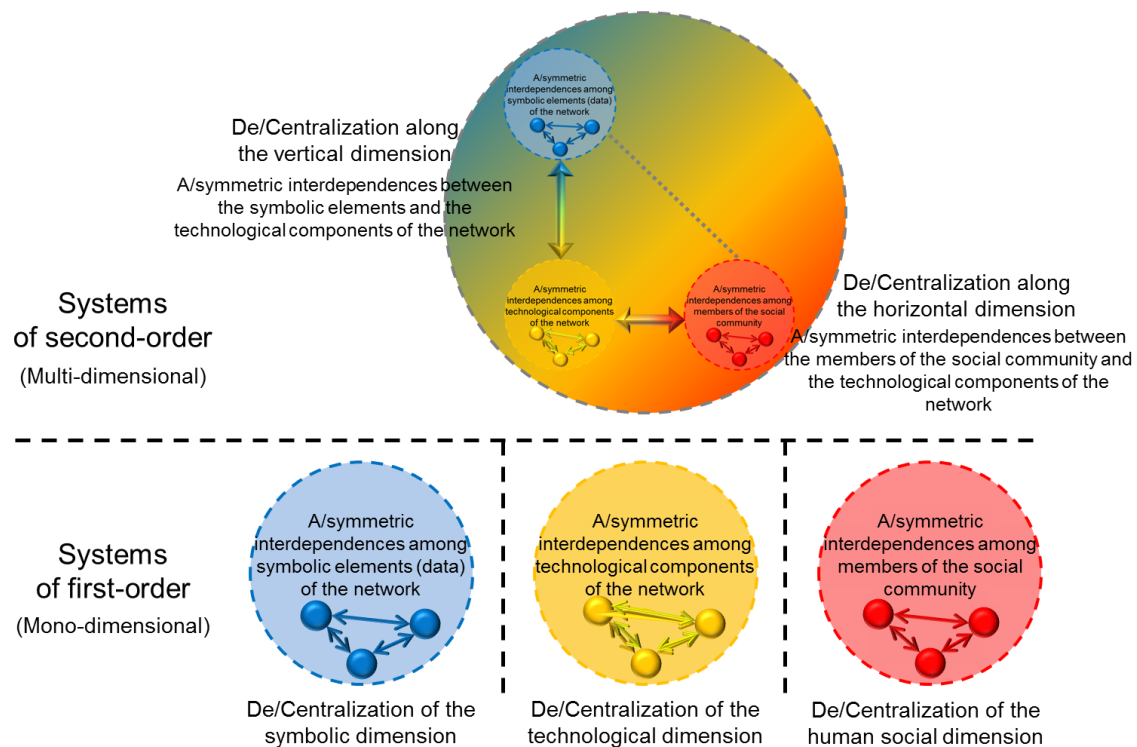 A/symmetric
interdependences among
symbolic elements (data)
of the network
De/Centralization along
the vertical dimension
A/symmetric interdependences between
the symbolic elements and the
technological components of the network
A/symmetric
interdependences among
technological components
of the network
A/symmetric
interdependences among
members of the social
community
De/Centralization along
the horizontal dimension
A/symmetric interdependences between
the members of the social community and
the technological components of the
network
Systems
of second-order
(Multi-dimensional)
Systems
of first-order
(Mono-dimensional)
A/symmetric
interdependences among
symbolic elements (data)
of the network
A/symmetric
interdependences among
technological components
of the network
A/symmetric
interdependences among
members of the social
community
De/Centralization of the
symbolic dimension
De/Centralization of the
technological dimension
De/Centralization of the
human social dimension